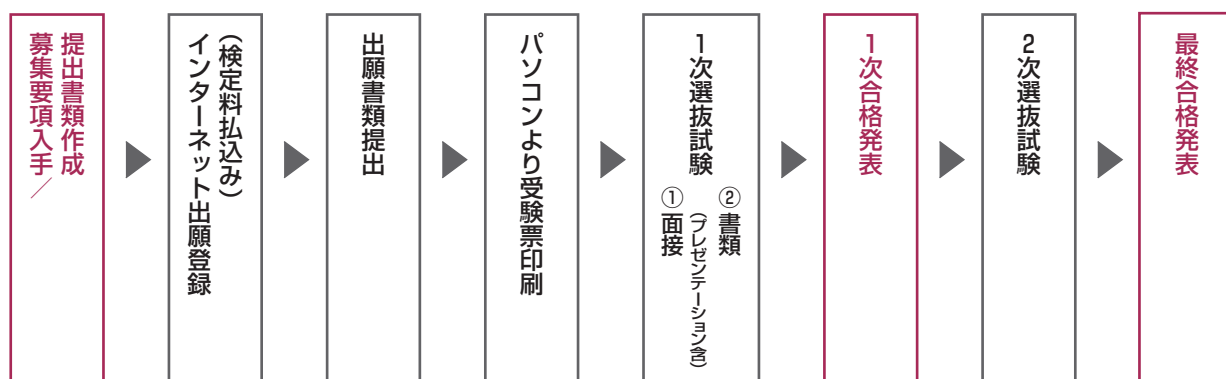 募集要項入手／
提出書類作成
インターネット出願登録
(検定料払込み)
出願書類提出
パソコンより受験票印刷
1次選抜試験
①面接
(プレゼンテーション含)
②書類
1次合格発表
2次選抜試験
最終合格発表